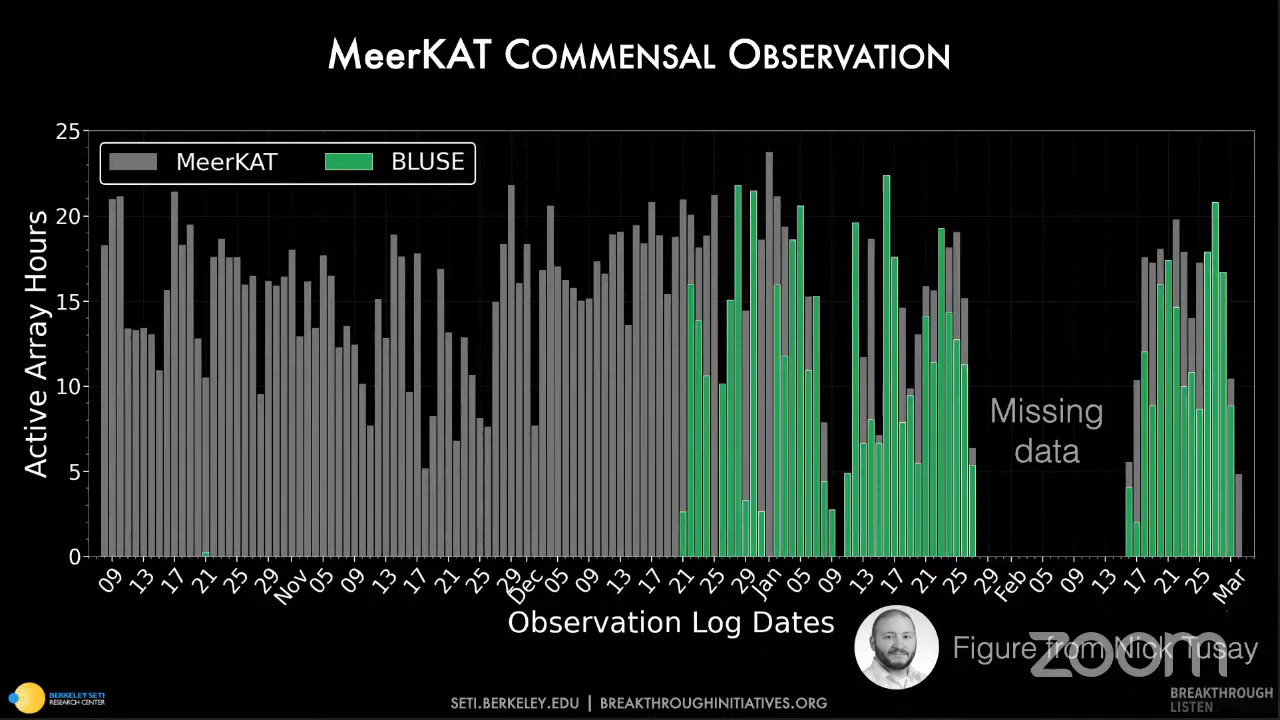 MeerKAT COMMENSAL OBSERVATION
25
20
15
10
5
0
Active Array Hours
MeerKAT BLUSE
Missing
data
09 13 17 21 25 29 Nov 05 09 13 17 21 25 29 Dec 05 09 13 17 21 25 29 Jan 05 09 13 17 21 25 29 Feb 05 09 13 17 21 25 Mar
Observation Log Dates
Figure from Nick Tusay
zoom
BERKELEY SETI
RESEARCH CENTER
SETI.BERKELEY.EDU | BREAKTHROUGHINITIATIVES.ORG
BREAKTHROUGH
LISTEN